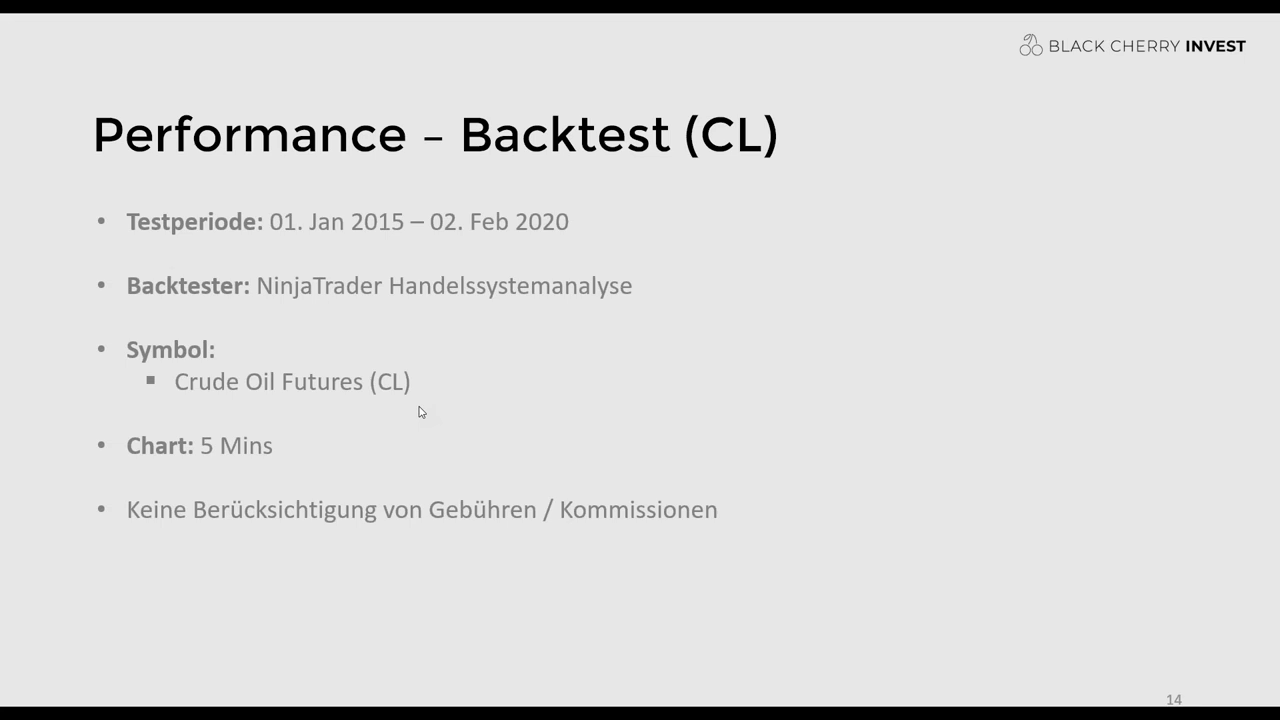 BLACK CHERRY INVEST
Performance – Backtest (CL)
• Testperiode: 01. Jan 2015 – 02. Feb 2020
• Backtester: NinjaTrader Handelssystemanalyse
• Symbol:
▪ Crude Oil Futures (CL)
• Chart: 5 Mins
• Keine Berücksichtigung von Gebühren / Kommissionen
14